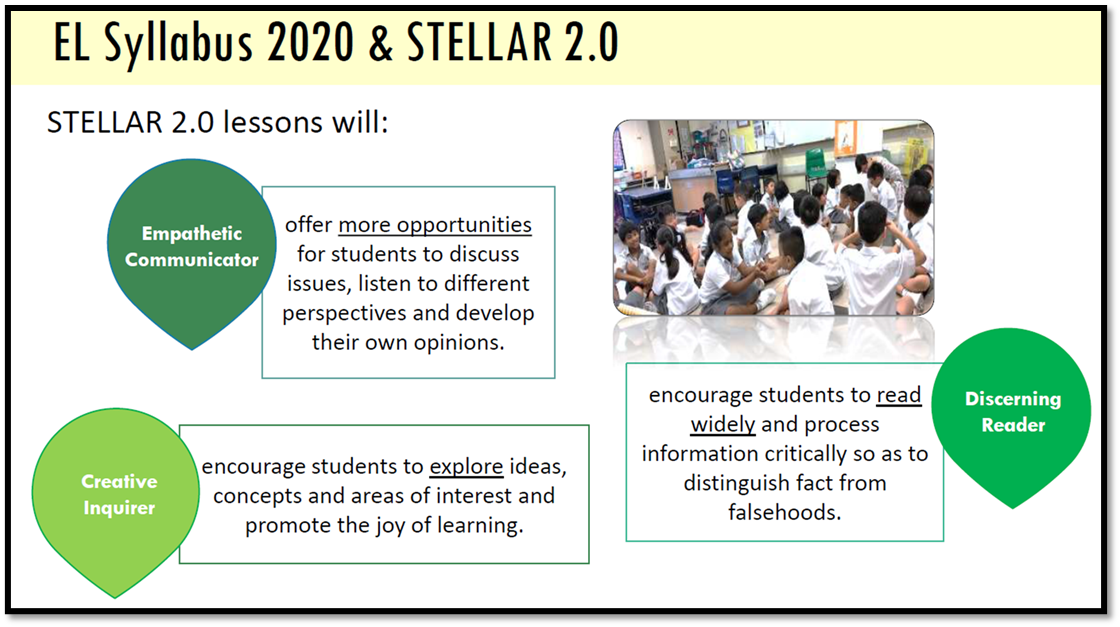 EL Syllabus 2020 & STELLAR 2.0
STELLAR 2.0 lessons will:
Empathetic
Communicator
offer more opportunities
for students to discuss
issues, listen to different
perspectives and develop
their own opinions.
Creative
Inquirer
encourage students to explore ideas,
concepts and areas of interest and
promote the joy of learning.
encourage students to read
widely and process
information critically so as to
distinguish fact from
falsehoods.
Discerning
Reader